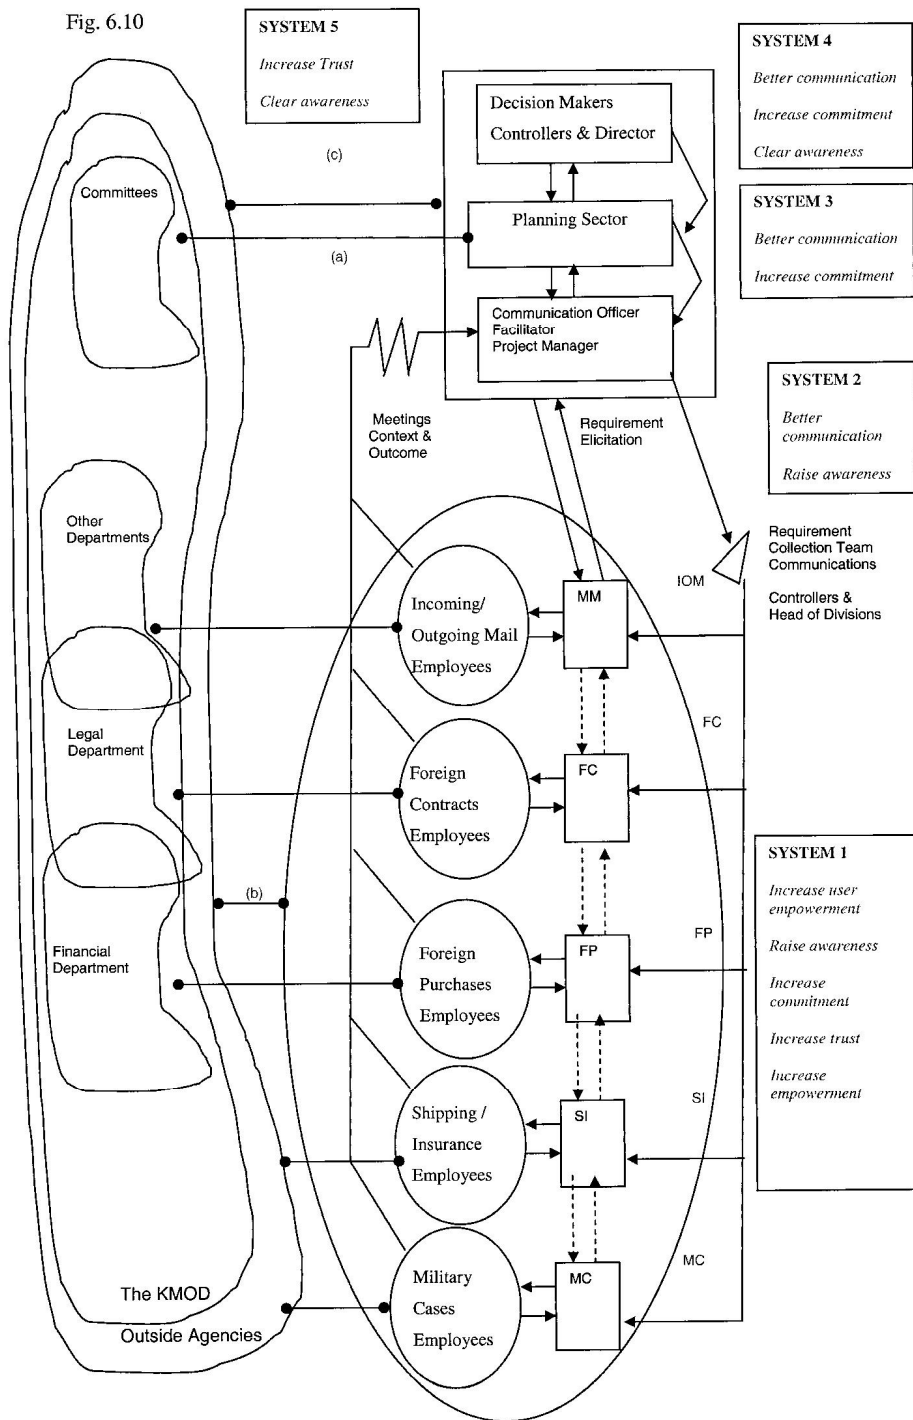 Fig. 6.10
SYSTEM 5
Increase Trust
Clear awareness
SYSTEM 4
Better communication
Increase commitment
Clear awareness
Decision Makers
Controllers & Director
(c)
Committees
Planning Sector
(a)
SYSTEM 3
Better communication
Increase commitment
Communication Officer
Facilitator
Project Manager
SYSTEM 2
Better
communication
Raise awareness
Meetings
Context &
Outcome
Requirement
Elicitation
Other
Departments
Requirement
Collection Team
Communications
Controllers &
Head of Divisions
IOM
Incoming/
Outgoing Mail
Employees
MM
Legal
Department
FC
Foreign
Contracts
Employees
FC
SYSTEM 1
Increase user
empowerment
Raise awareness
Increase
commitment
Increase trust
Increase
empowerment
(b)
Financial
Department
Foreign
Purchases
Employees
FP
FP
Shipping /
Insurance
Employees
SI
SI
Military
Cases
Employees
MC
MC
The KMOD
Outside Agencies